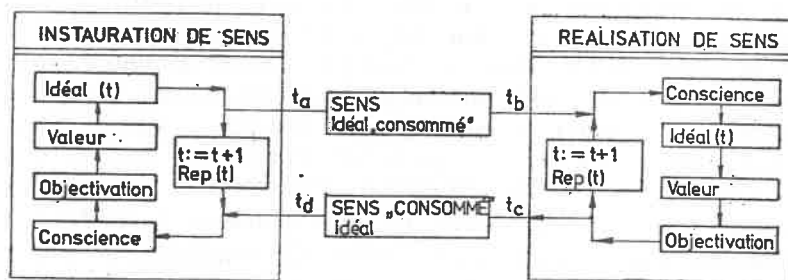 INSTAURATION DE SENS
Idéal (t)
Valeur
Objectivation
Conscience
t:=t+1
Rep(t)
ta
SENS
Idéal „consommé"
tb
td
SENS „CONSOMMÉ"
Idéal
tc
REALISATION DE SENS
Conscience
Idéal(t)
Valeur
Objectivation
t:=t+1
Rep(t)